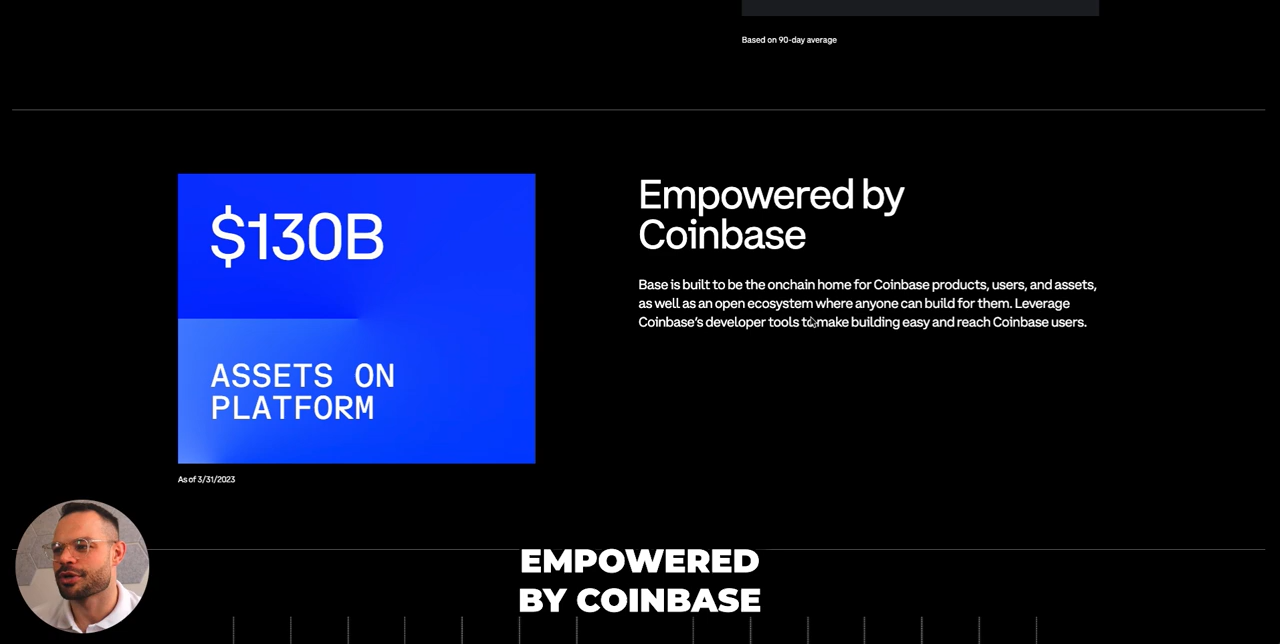 Based on 90-day average
$130B
ASSETS ON
PLATFORM
As of 3/31/2023
Empowered by
Coinbase
Base is built to be the onchain home for Coinbase products, users, and assets,
as well as an open ecosystem where anyone can build for them. Leverage
Coinbase's developer tools to make building easy and reach Coinbase users.
EMPOWERED
BY COINBASE